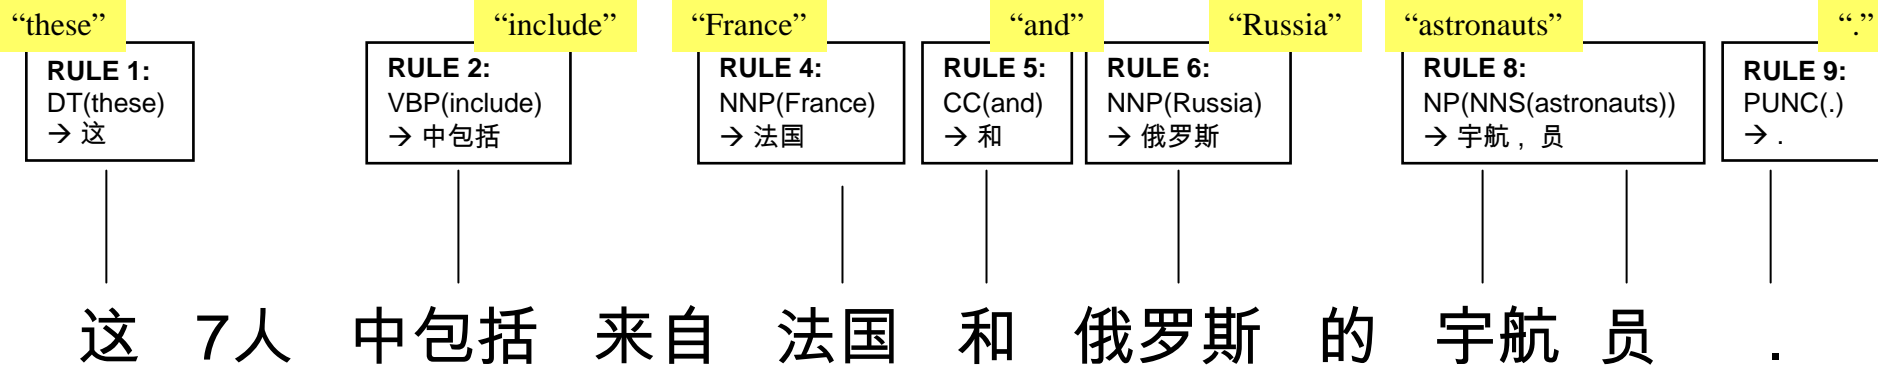 “these” “include” “France” “and” “Russia” “astronauts” “.”
RULE 1:
DT(these)
→ 这
RULE 2:
VBP(include)
→ 中包括
RULE 4:
NNP(France)
→ 法国
RULE 5:
CC(and)
→ 和
RULE 6:
NNP(Russia)
→ 俄罗斯
RULE 8:
NP(NNS(astronauts))
→ 宇航 , 员
RULE 9:
PUNC(.)
→ .
这 7人 中包括 来自 法国 和 俄罗斯 的 宇航 员 .